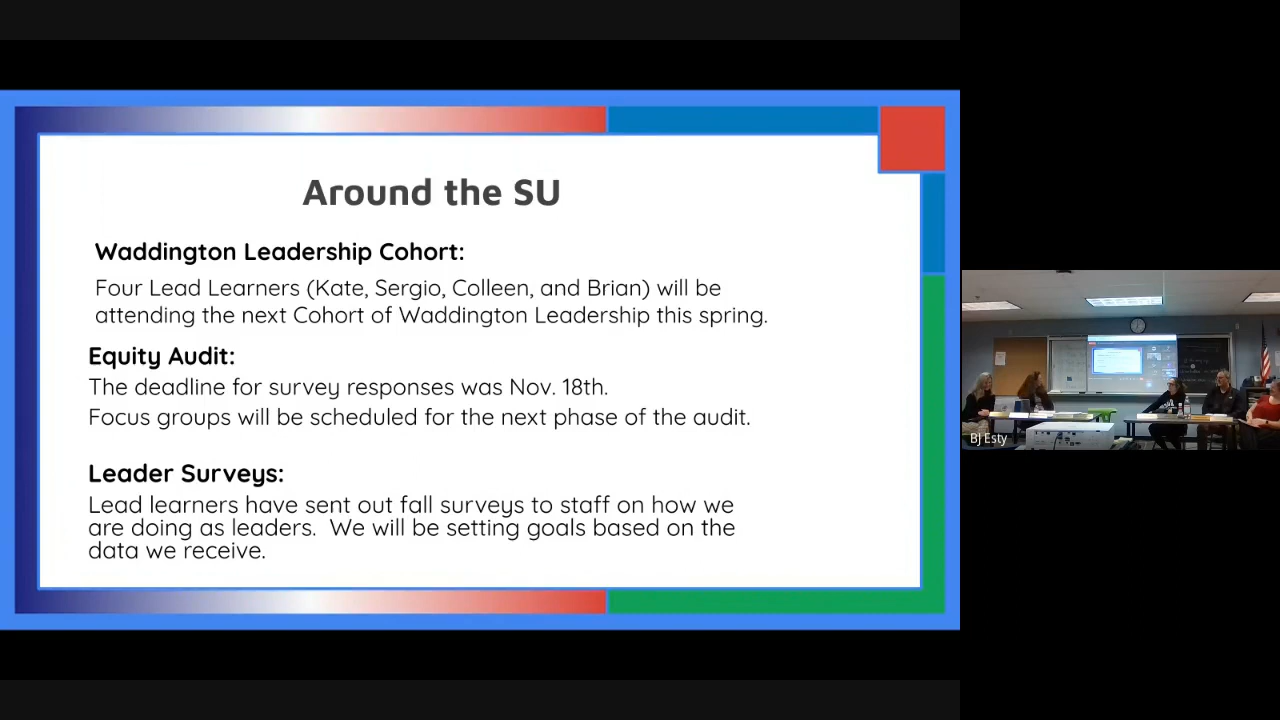 Around the SU
Waddington Leadership Cohort:
Four Lead Learners (Kate, Sergio, Colleen, and Brian) will be
attending the next Cohort of Waddington Leadership this spring.
Equity Audit:
The deadline for survey responses was Nov. 18th.
Focus groups will be scheduled for the next phase of the audit.
Leader Surveys:
Lead learners have sent out fall surveys to staff on how we
are doing as leaders.  We will be setting goals based on the
data we receive.
BJ Esty